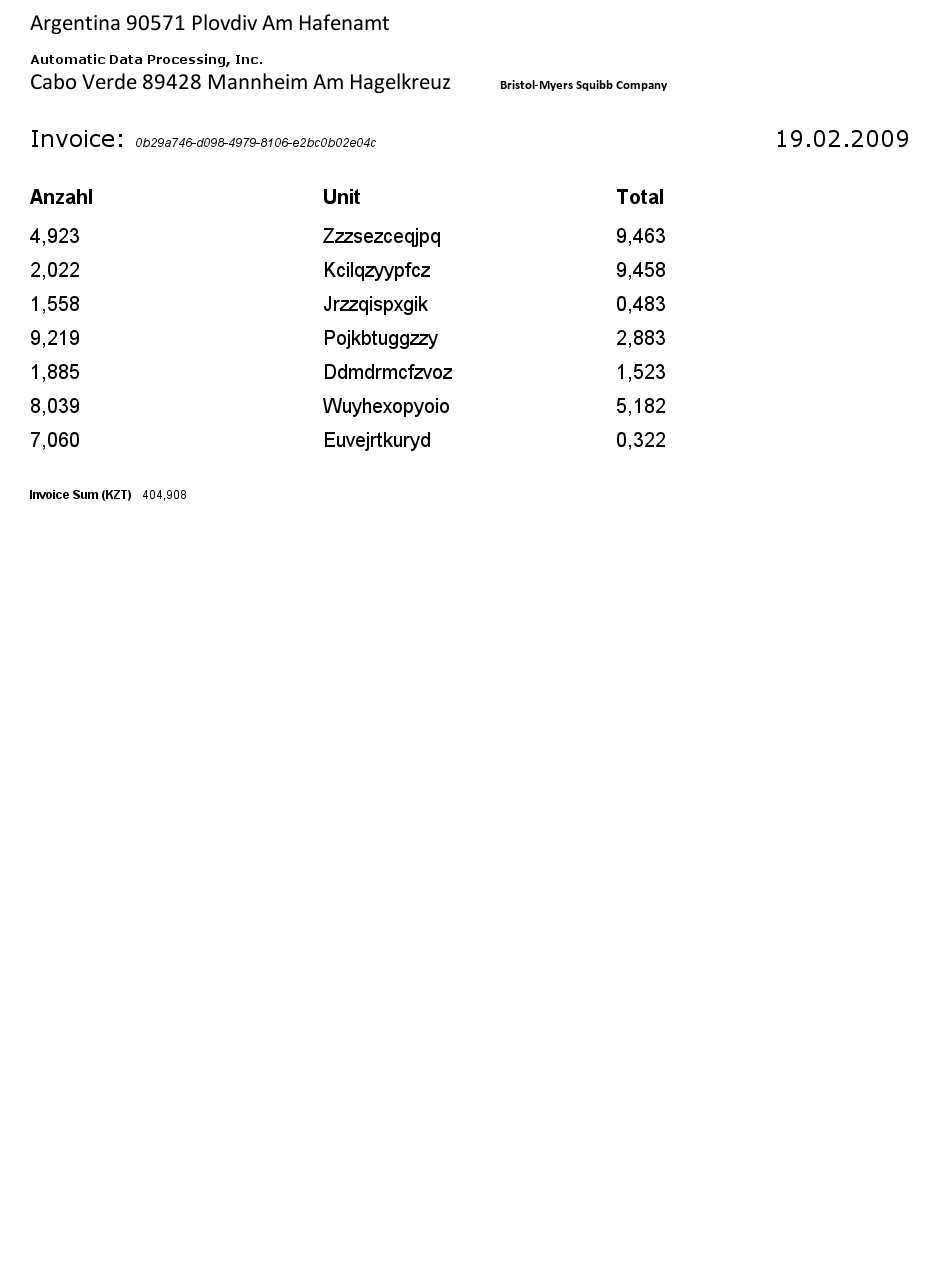 Argentina 90571 Plovdiv Am Hafenamt
Automatic Data Processing, Inc.
Cabo Verde 89428 Mannheim Am Hagelkreuz Bristol-Myers Squibb Company
Invoice: 0b29a746-d098-4979-8106-e2bc0b02e04c 19.02.2009
Anzahl Unit Total
4,923 Zzzsezceqjpq 9,463
2,022 Kcilqzyypfcz 9,458
1,558 Jrzzqispxgik 0,483
9,219 Pojkbtuggzzy 2,883
1,885 Ddmdrmcfzvoz 1,523
8,039 Wuyhexopyoio 5,182
7,060 Euvejrtkuryd 0,322
Invoice Sum (KZT) 404,908